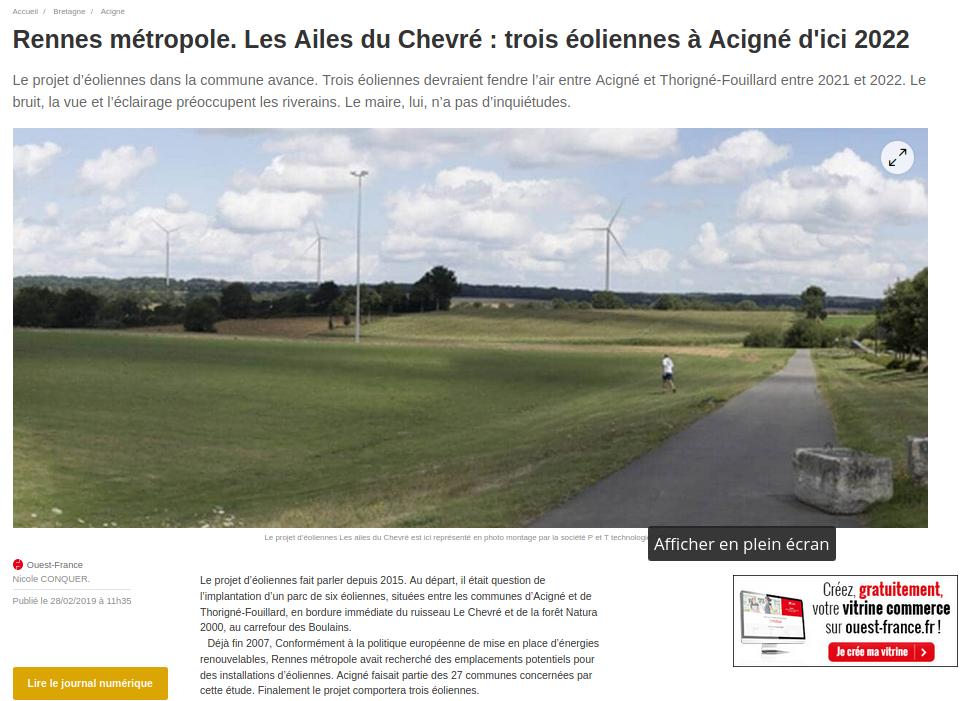 Accueil / Bretagne / Acigné
Rennes métropole. Les Ailes du Chevré : trois éoliennes à Acigné d'ici 2022
Le projet d’éoliennes dans la commune avance. Trois éoliennes devraient fendre l’air entre Acigné et Thorigné-Fouillard entre 2021 et 2022. Le
bruit, la vue et l’éclairage préoccupent les riverains. Le maire, lui, n’a pas d’inquiétudes.
Le projet d’éoliennes Les ailes du Chevré est ici représenté en photo montage par la société P et T
Afficher en plein écran
Ouest-France
Nicole CONQUER.
Publié le 28/02/2019 à 11h35
Lire le journal numérique
Le projet d’éoliennes fait parler depuis 2015. Au départ, il était question de
l’implantation d’un parc de six éoliennes, situées entre les communes d’Acigné et de
Thorigné-Fouillard, en bordure immédiate du ruisseau Le Chevré et de la forêt Natura
2000, au carrefour des Boulains.
Déjà fin 2007, Conformément à la politique européenne de mise en place d’énergies
renouvelables, Rennes métropole avait recherché des emplacements potentiels pour
des installations d’éoliennes. Acigné faisait partie des 27 communes concernées par
cette étude. Finalement le projet comportera trois éoliennes.
Créez, gratuitement,
votre vitrine commerce
sur ouest-france.fr !
Je crée ma vitrine